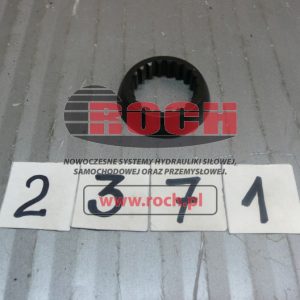 ROCH
NOWOCZESNE SYSTEMY HYDRAULIKI SIŁOWEJ,
SAMOCHODOWEJ ORAZ PRZEMYSŁOWEJ.
www.roch.pl
2 3 7 1